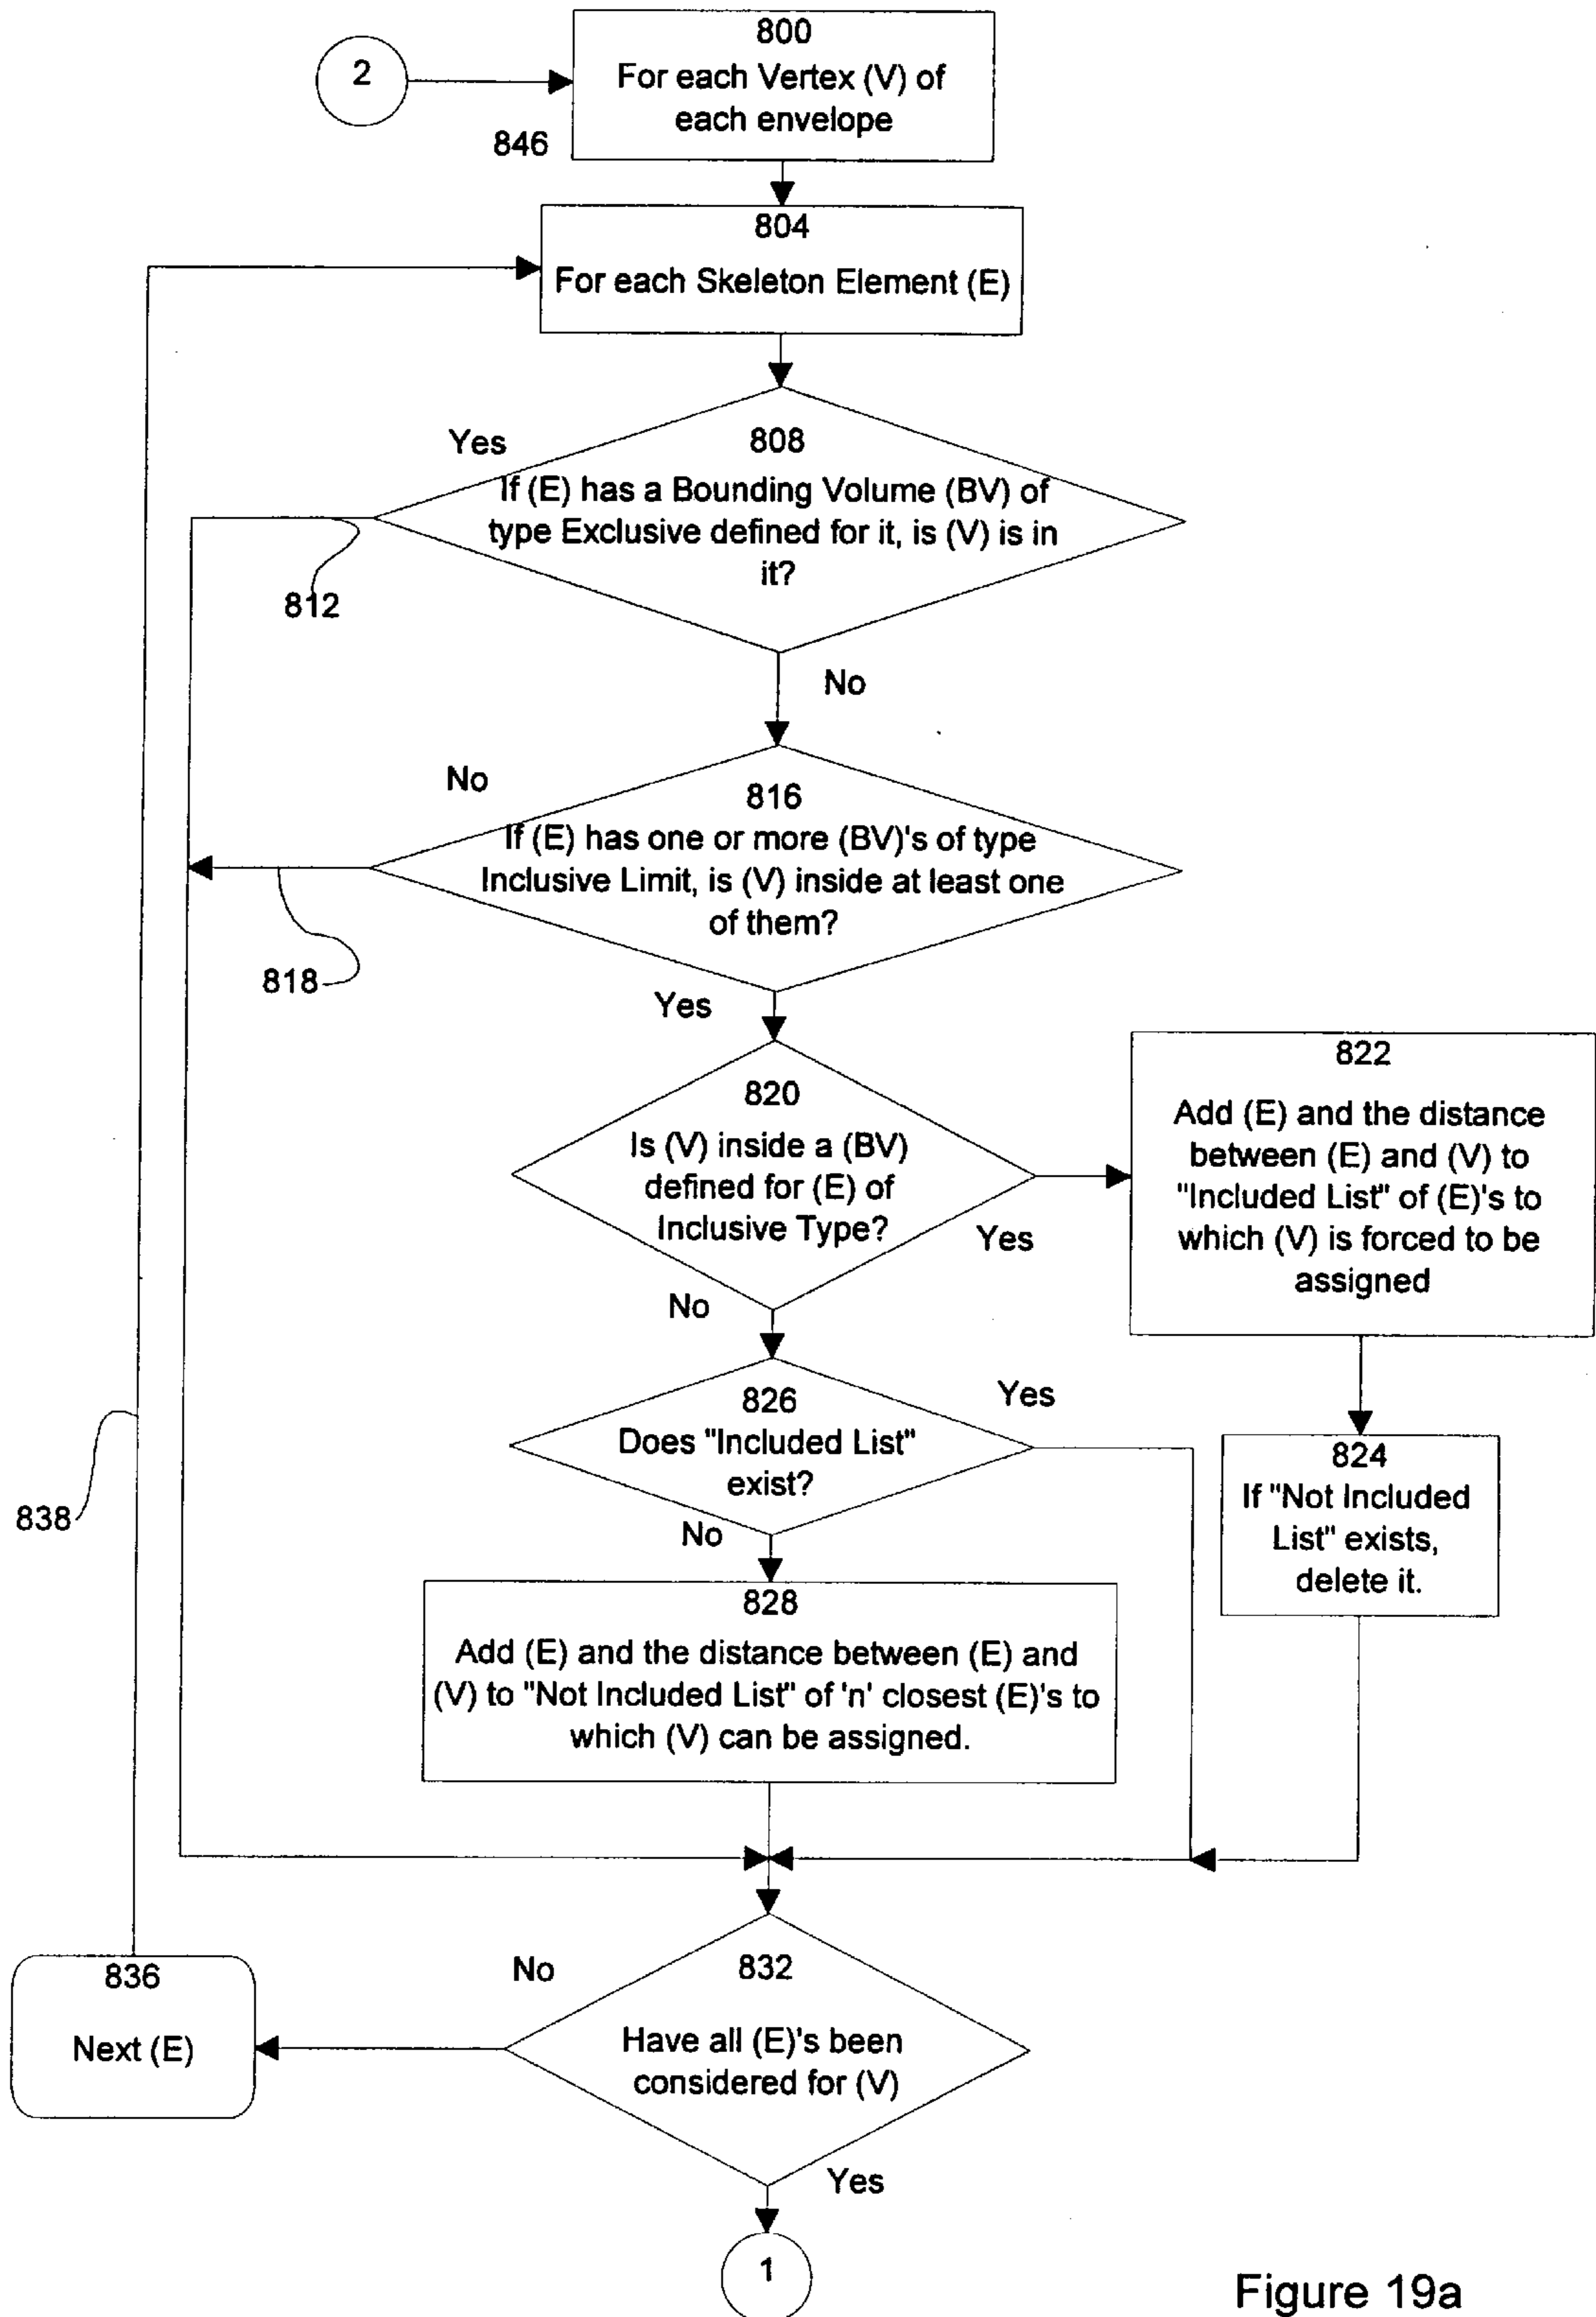 2
800
For each Vertex (V) of
each envelope
846
804
For each Skeleton Element (E)
Yes
808
If (E) has a Bounding Volume (BV) of
type Exclusive defined for it, is (V) is in
it?
812
No
No
816
If (E) has one or more (BV)'s of type
Inclusive Limit, is (V) inside at least one
of them?
818
Yes
820
Is (V) inside a (BV)
defined for (E) of
Inclusive Type?
Yes
822
Add (E) and the distance
between (E) and (V) to
"Included List" of (E)'s to
which (V) is forced to be
assigned
No
826
Does "Included List"
exist?
Yes
824
If "Not Included
List" exists,
delete it.
838
No
828
Add (E) and the distance between (E) and
(V) to "Not Included List" of 'n' closest (E)'s to
which (V) can be assigned.
836
Next (E)
No
832
Have all (E)'s been
considered for (V)
Yes
1
Figure 19a